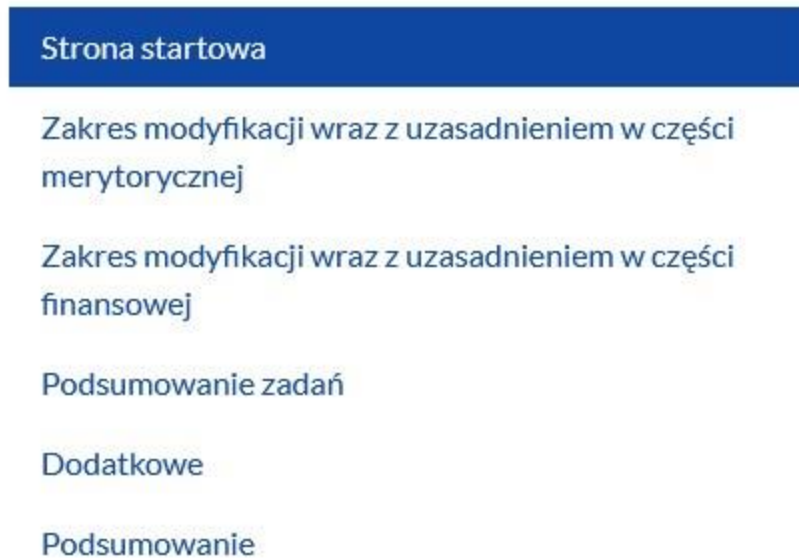 Strona startowa
Zakres modyfikacji wraz z uzasadnieniem w części
merytorycznej
Zakres modyfikacji wraz z uzasadnieniem w części
finansowej
Podsumowanie zadań
Dodatkowe
Podsumowanie